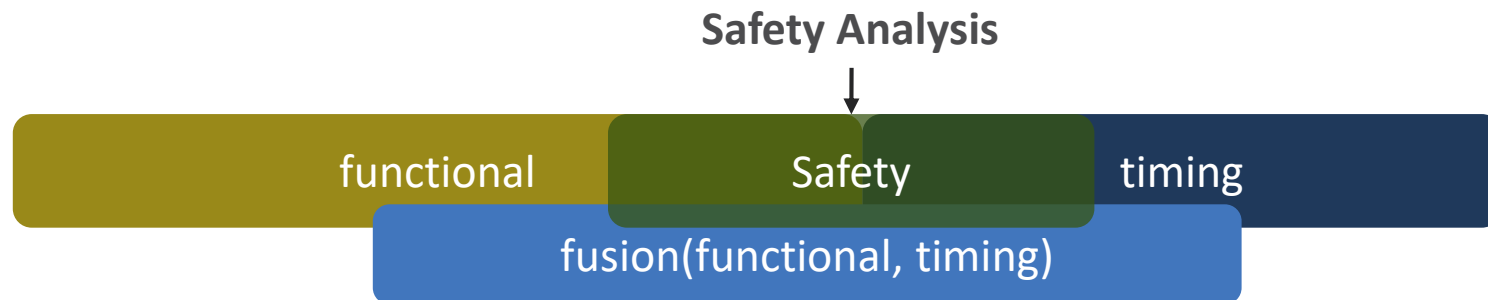 Safety Analysis
functional Safety timing
fusion(functional, timing)